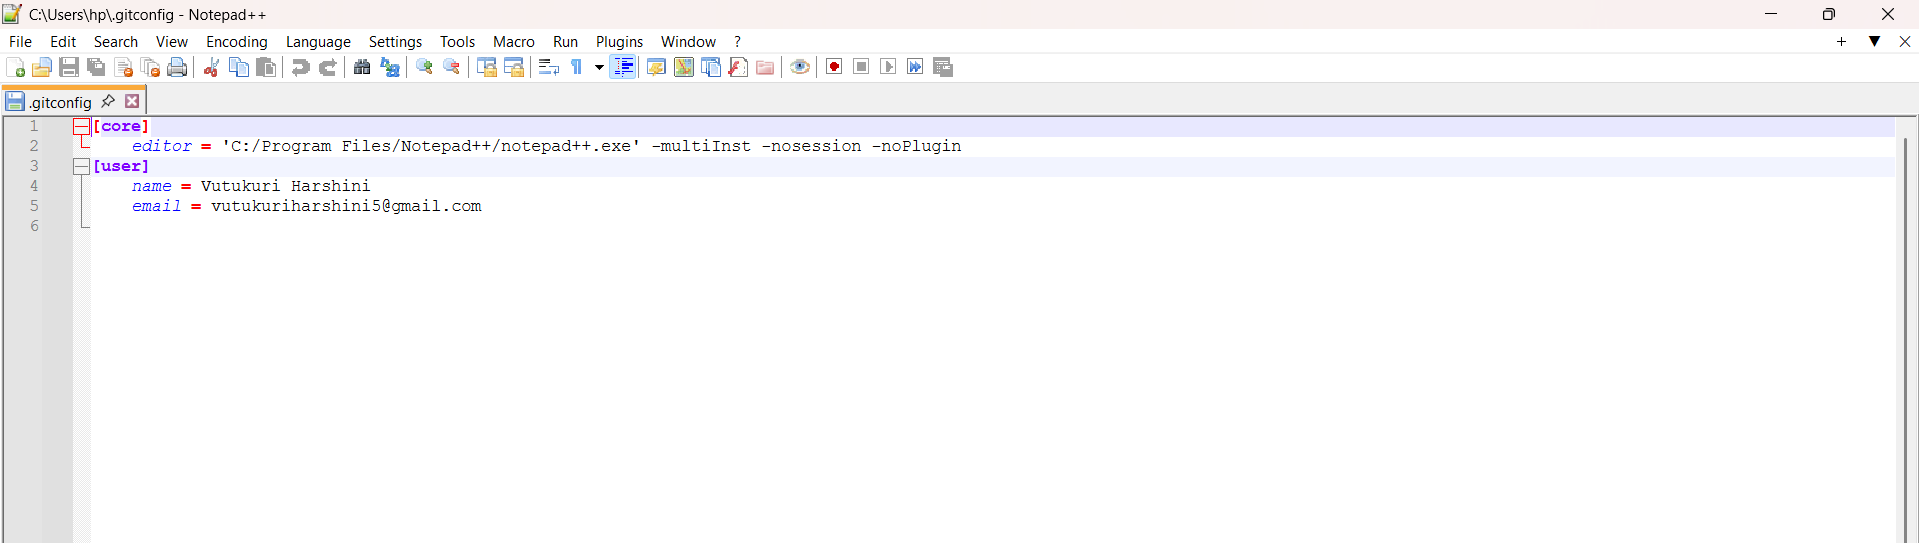 C:\Users\hp\.gitconfig - Notepad++
File Edit Search View Encoding Language Settings Tools Macro Run Plugins Window ?
.gitconfig
1 [core]
2 editor = 'C:/Program Files/Notepad++/notepad++.exe' -multiInst -nosession -noPlugin
3 [user]
4 name = Vutukuri Harshini
5 email = vutukuriharshini5@gmail.com
6